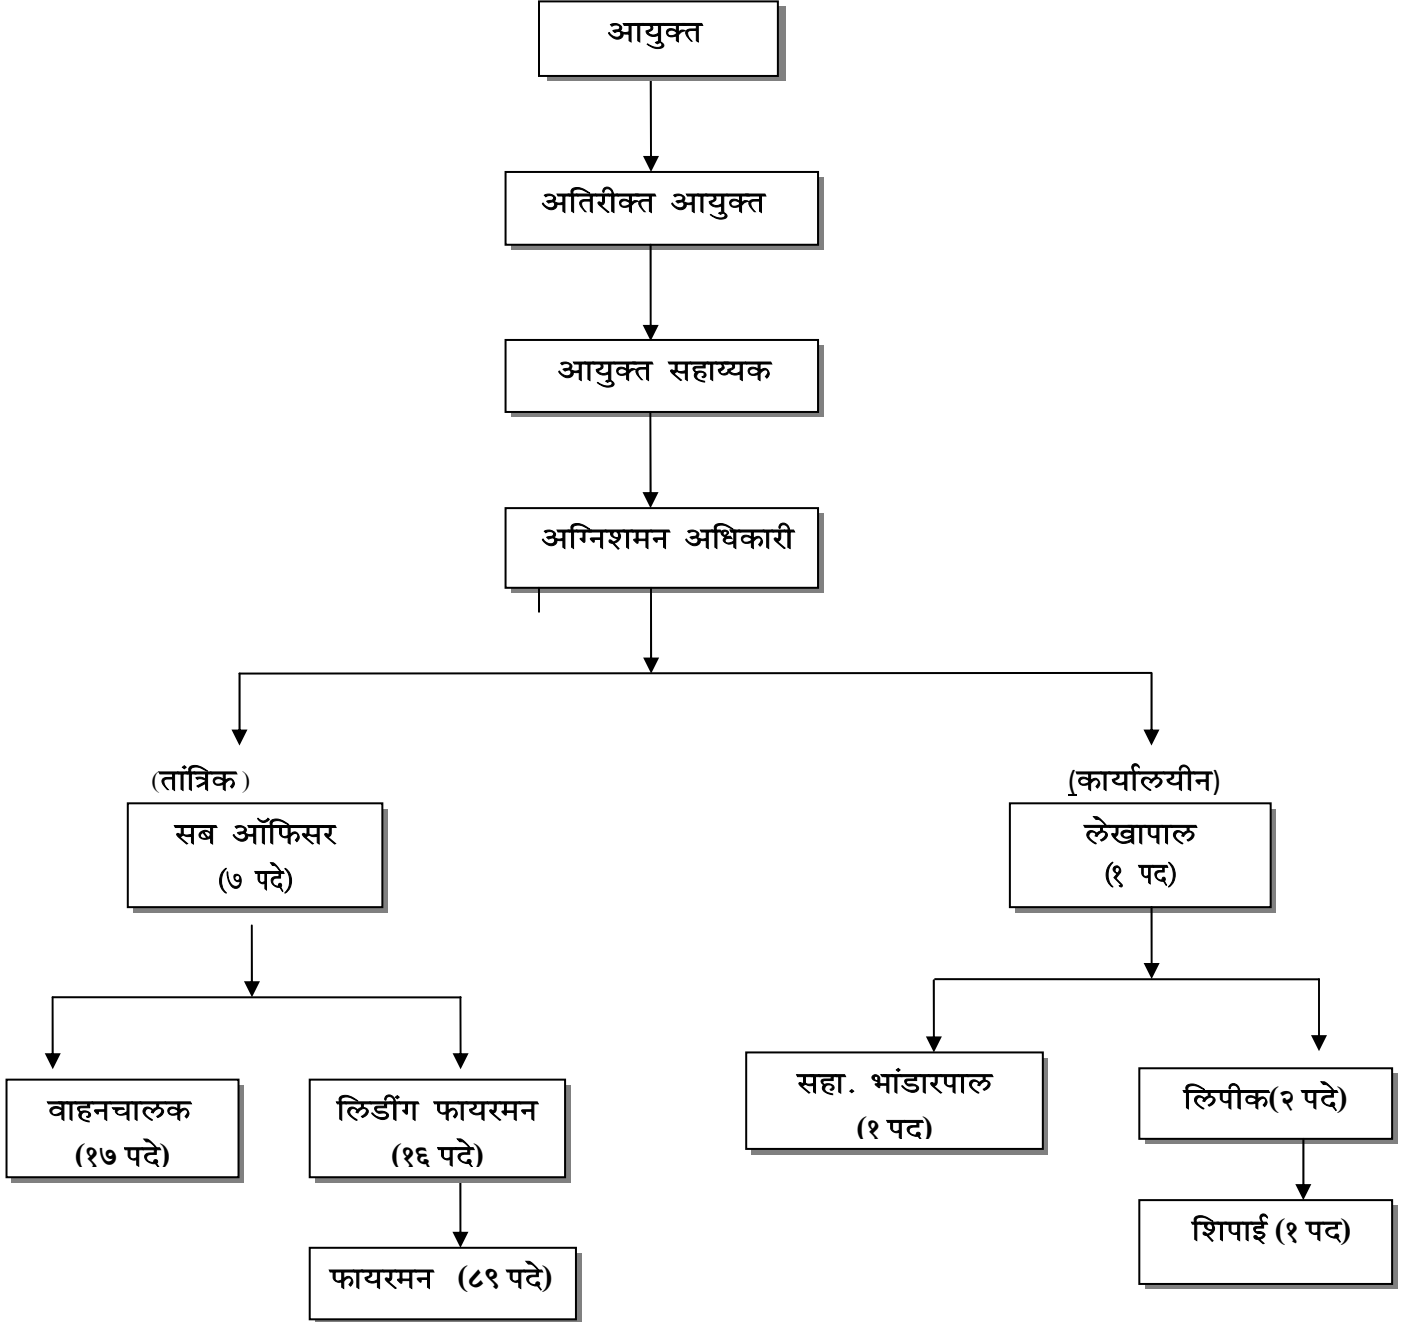 आयुक्त
अतिरीक्त आयुक्त
आयुक्त सहाय्यक
अग्निशमन अधिकारी
(तांत्रिक )
सब ऑफिसर
(७ पदे)
वाहनचालक
(१७ पदे)
लिडींग फायरमन
(१६ पदे)
फायरमन (८९ पदे)
(कार्यालयीन)
लेखापाल
(१ पद)
सहा. भांडारपाल
(१ पद)
लिपीक(२ पदे)
शिपाई (१ पद)